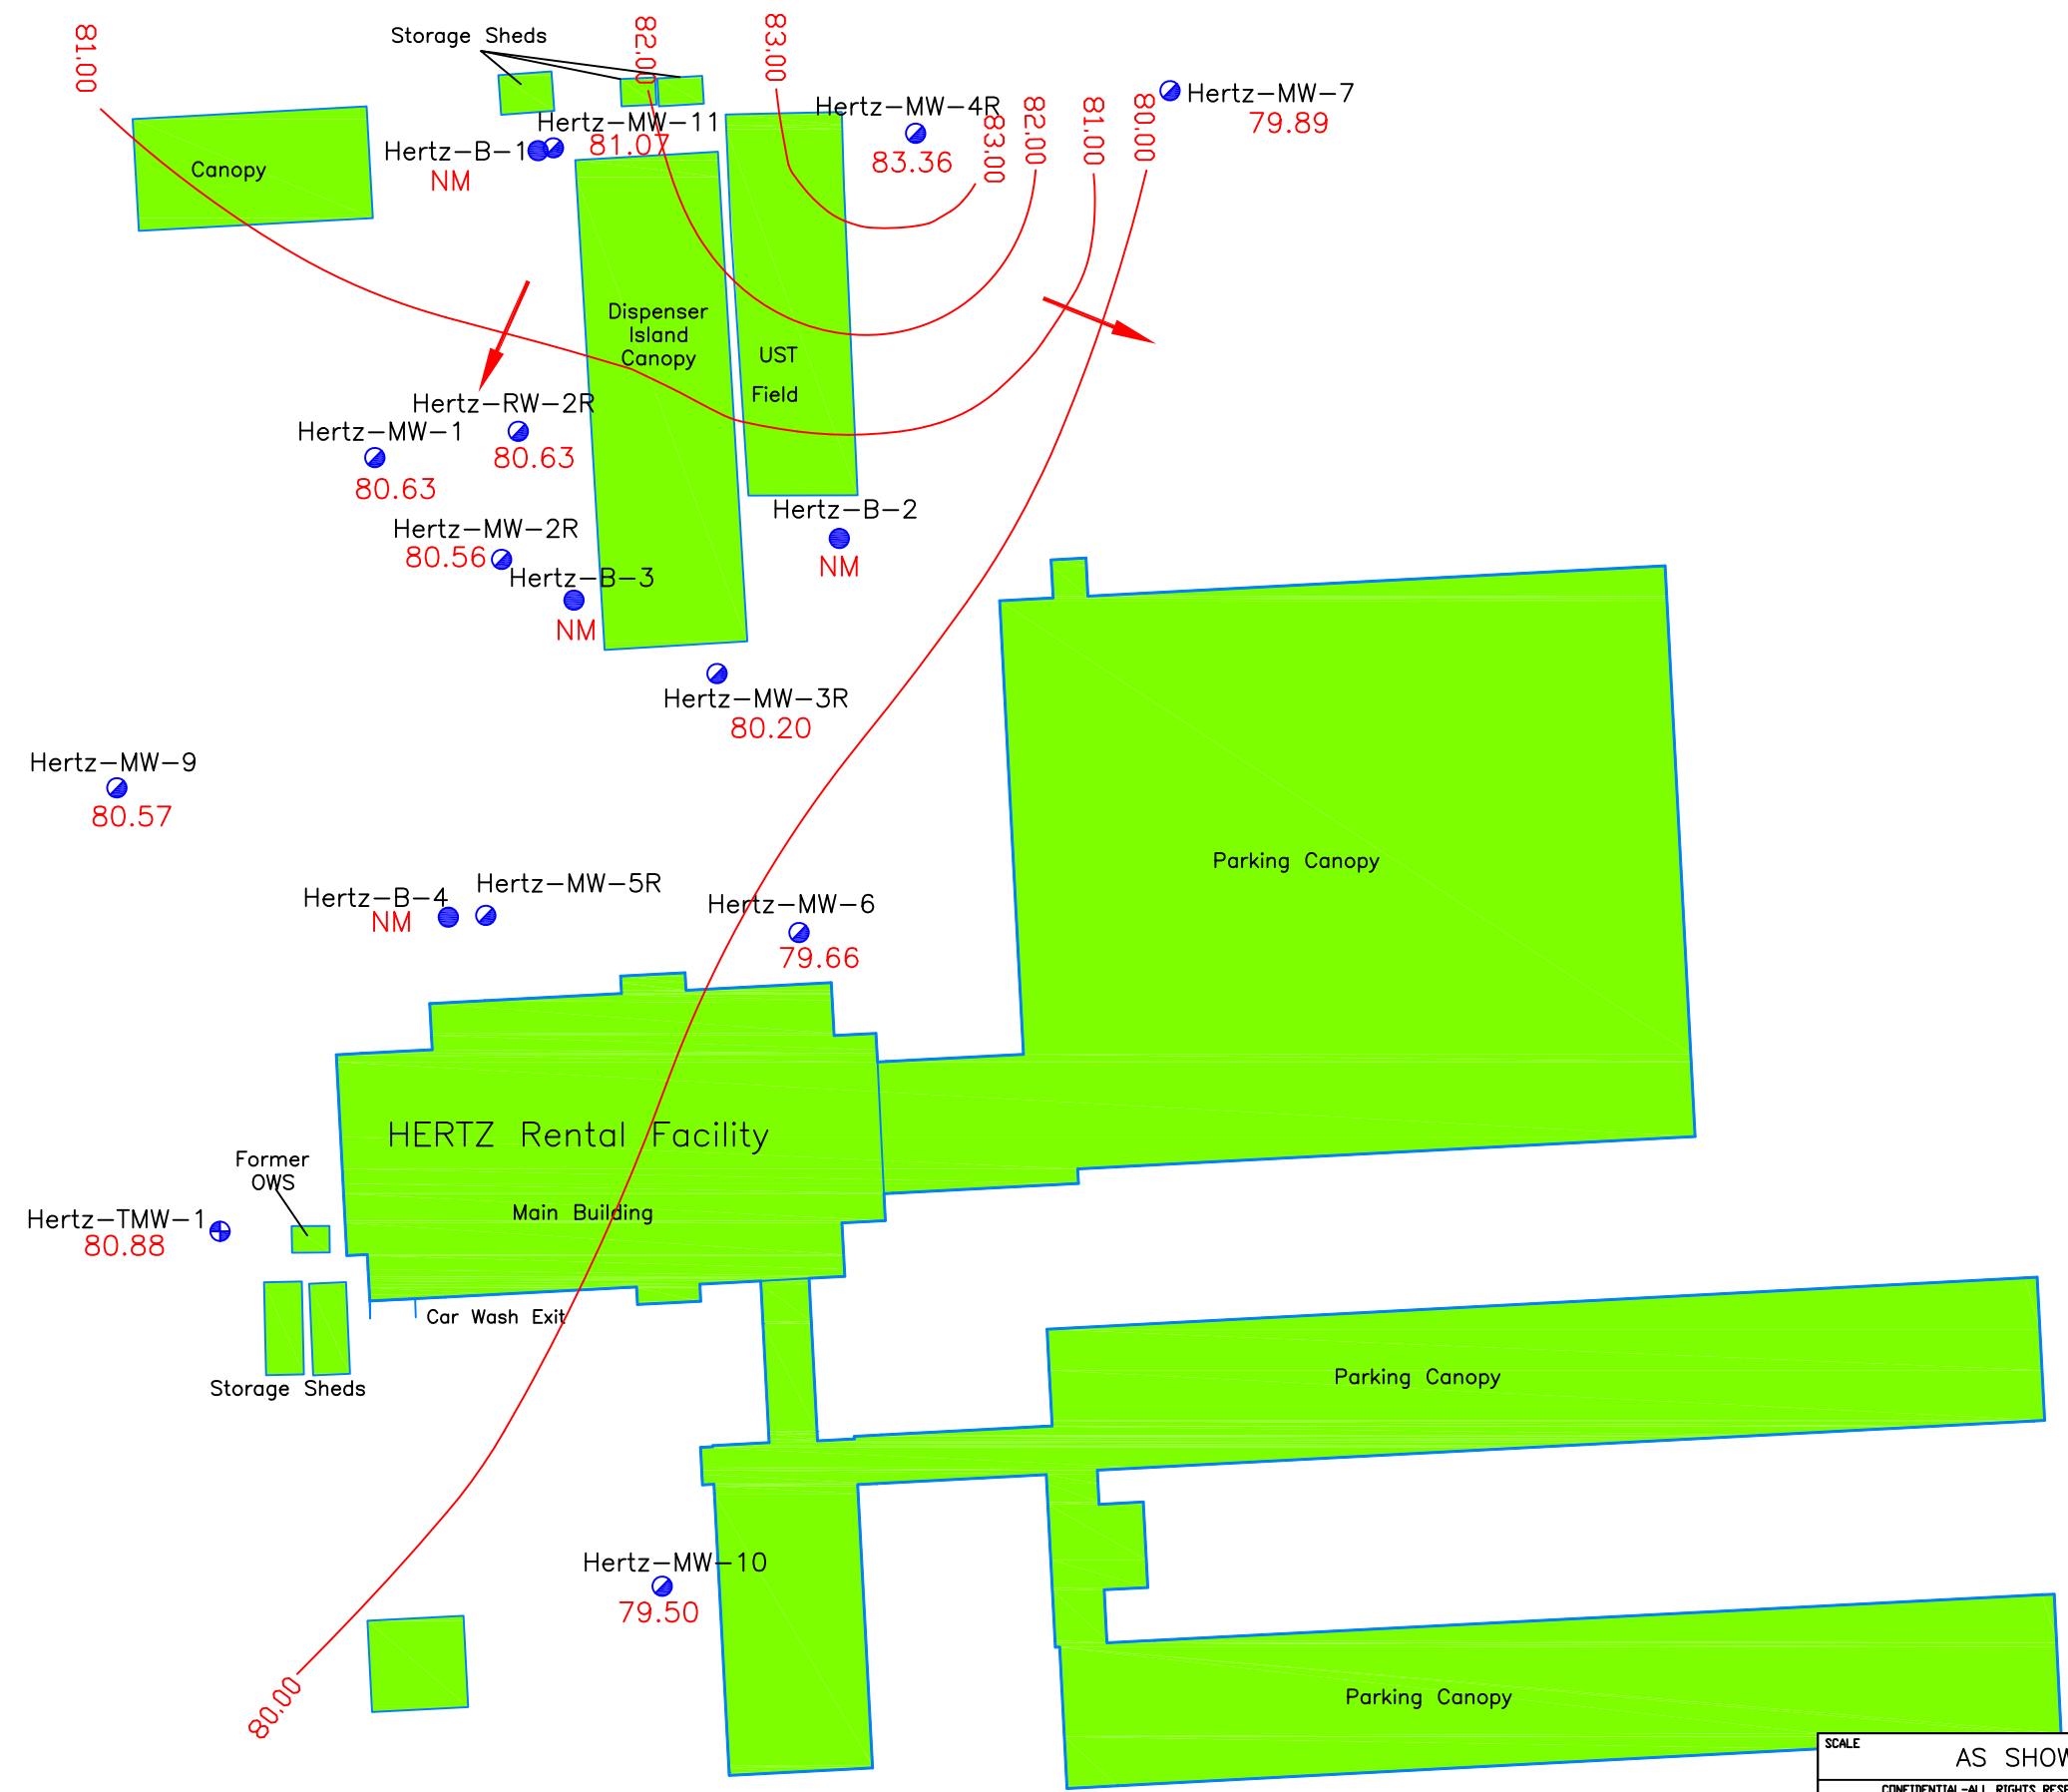 81.00
Storage Sheds
82.00
83.00
Hertz-MW-4R
83.36
83.00
82.00
81.00
80.00
Hertz-MW-7
79.89
Canopy
Hertz-MW-11
81.07
Hertz-B-1
NM
Dispenser
Island
Canopy
UST
Field
Hertz-RW-2R
80.63
Hertz-MW-1
80.63
Hertz-MW-2R
80.56
Hertz-B-3
NM
Hertz-B-2
NM
Hertz-MW-3R
80.20
Hertz-MW-9
80.57
Parking Canopy
Hertz-B-4
NM
Hertz-MW-5R
Hertz-MW-6
79.66
HERTZ Rental Facility
Main Building
Former
OWS
Hertz-TMW-1
80.88
Car Wash Exit
Storage Sheds
Parking Canopy
Hertz-MW-10
79.50
80.00
Parking Canopy
SCALE
AS SHOW
CONFIDENTIAL-ALL RIGHTS RESE